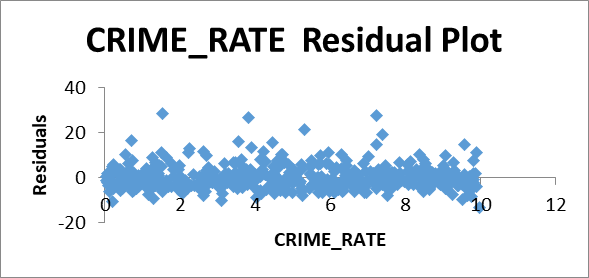 CRIME_RATE Residual Plot
40
20
0
-20
Residuals
0 2 4 6 8 10 12
CRIME_RATE